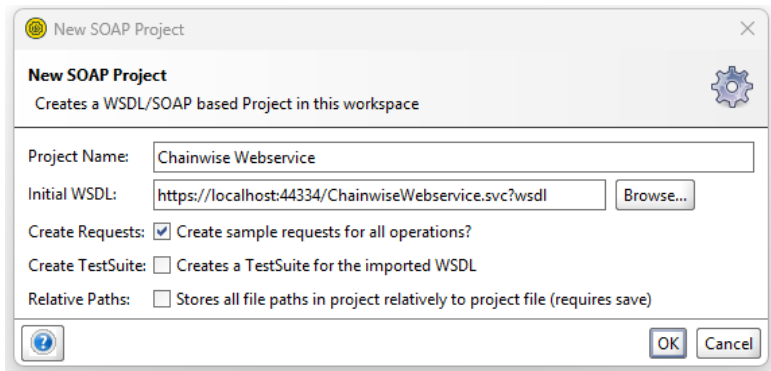 New SOAP Project
New SOAP Project
Creates a WSDL/SOAP based Project in this workspace
Project Name: Chainwise Webservice
Initial WSDL: https://localhost:44334/ChainwiseWebservice.svc?wsdl Browse...
Create Requests: Create sample requests for all operations?
Create TestSuite: Creates a TestSuite for the imported WSDL
Relative Paths: Stores all file paths in project relatively to project file (requires save)
? OK Cancel